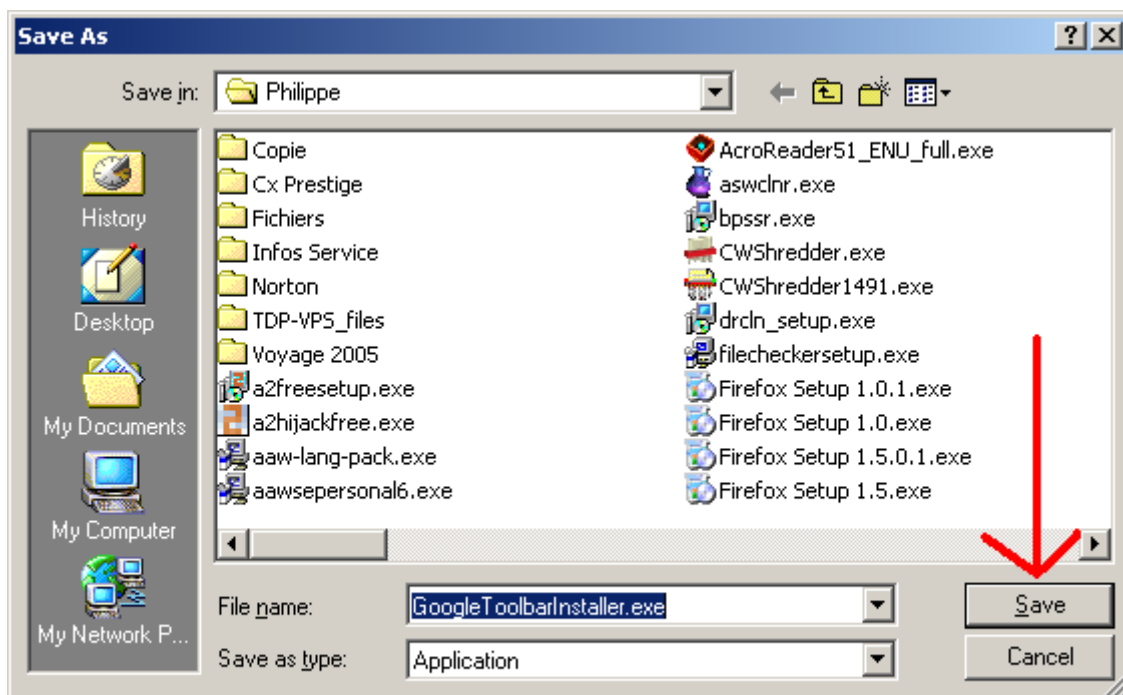 Save As
Save in: Philippe
History
Desktop
My Documents
My Computer
My Network P...
Copie
Cx Prestige
Fichiers
Infos Service
Norton
TDP-VPS_files
Voyage 2005
a2freesetup.exe
a2hijackfree.exe
aaw-lang-pack.exe
aawsepersonal6.exe
AcroReader51_ENU_full.exe
aswclnr.exe
bpssr.exe
CWShredder.exe
CWShredder1491.exe
drcln_setup.exe
filecheckersetup.exe
Firefox Setup 1.0.1.exe
Firefox Setup 1.0.exe
Firefox Setup 1.5.0.1.exe
Firefox Setup 1.5.exe
File name: GoogleToolbarInstaller.exe
Save
Save as type: Application
Cancel